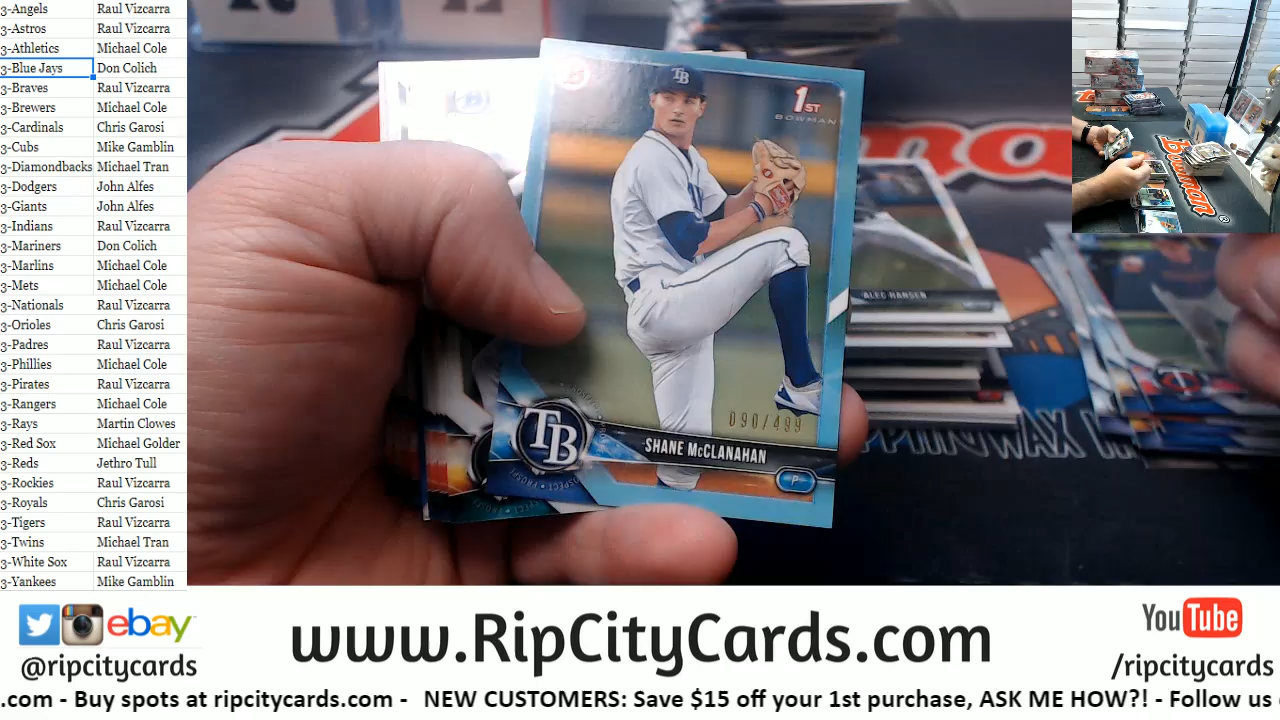 3-Angels Raul Vizcarra
3-Astros Raul Vizcarra
3-Athletics Michael Cole
3-Blue Jays Don Colich
3-Braves Raul Vizcarra
3-Brewers Michael Cole
3-Cardinals Chris Garosi
3-Cubs Mike Gamblin
3-Diamondbacks Michael Tran
3-Dodgers John Alfes
3-Giants John Alfes
3-Indians Raul Vizcarra
3-Mariners Don Colich
3-Marlins Michael Cole
3-Mets Michael Cole
3-Nationals Raul Vizcarra
3-Orioles Chris Garosi
3-Padres Raul Vizcarra
3-Phillies Michael Cole
3-Pirates Raul Vizcarra
3-Rangers Michael Cole
3-Rays Martin Clowes
3-Red Sox Michael Golder
3-Reds Jethro Tull
3-Rockies Raul Vizcarra
3-Royals Chris Garosi
3-Tigers Raul Vizcarra
3-Twins Michael Tran
3-White Sox Raul Vizcarra
3-Yankees Mike Gamblin
TB
1ST
BOWMAN
ALEC HANSEN
090/499
TB
SHANE McCLANAHAN
P
Bowman
ebay
@ripcitycards
www.RipCityCards.com
YouTube
/ripcitycards
.com - Buy spots at ripcitycards.com - NEW CUSTOMERS: Save $15 off your 1st purchase, ASK ME HOW?! - Follow us